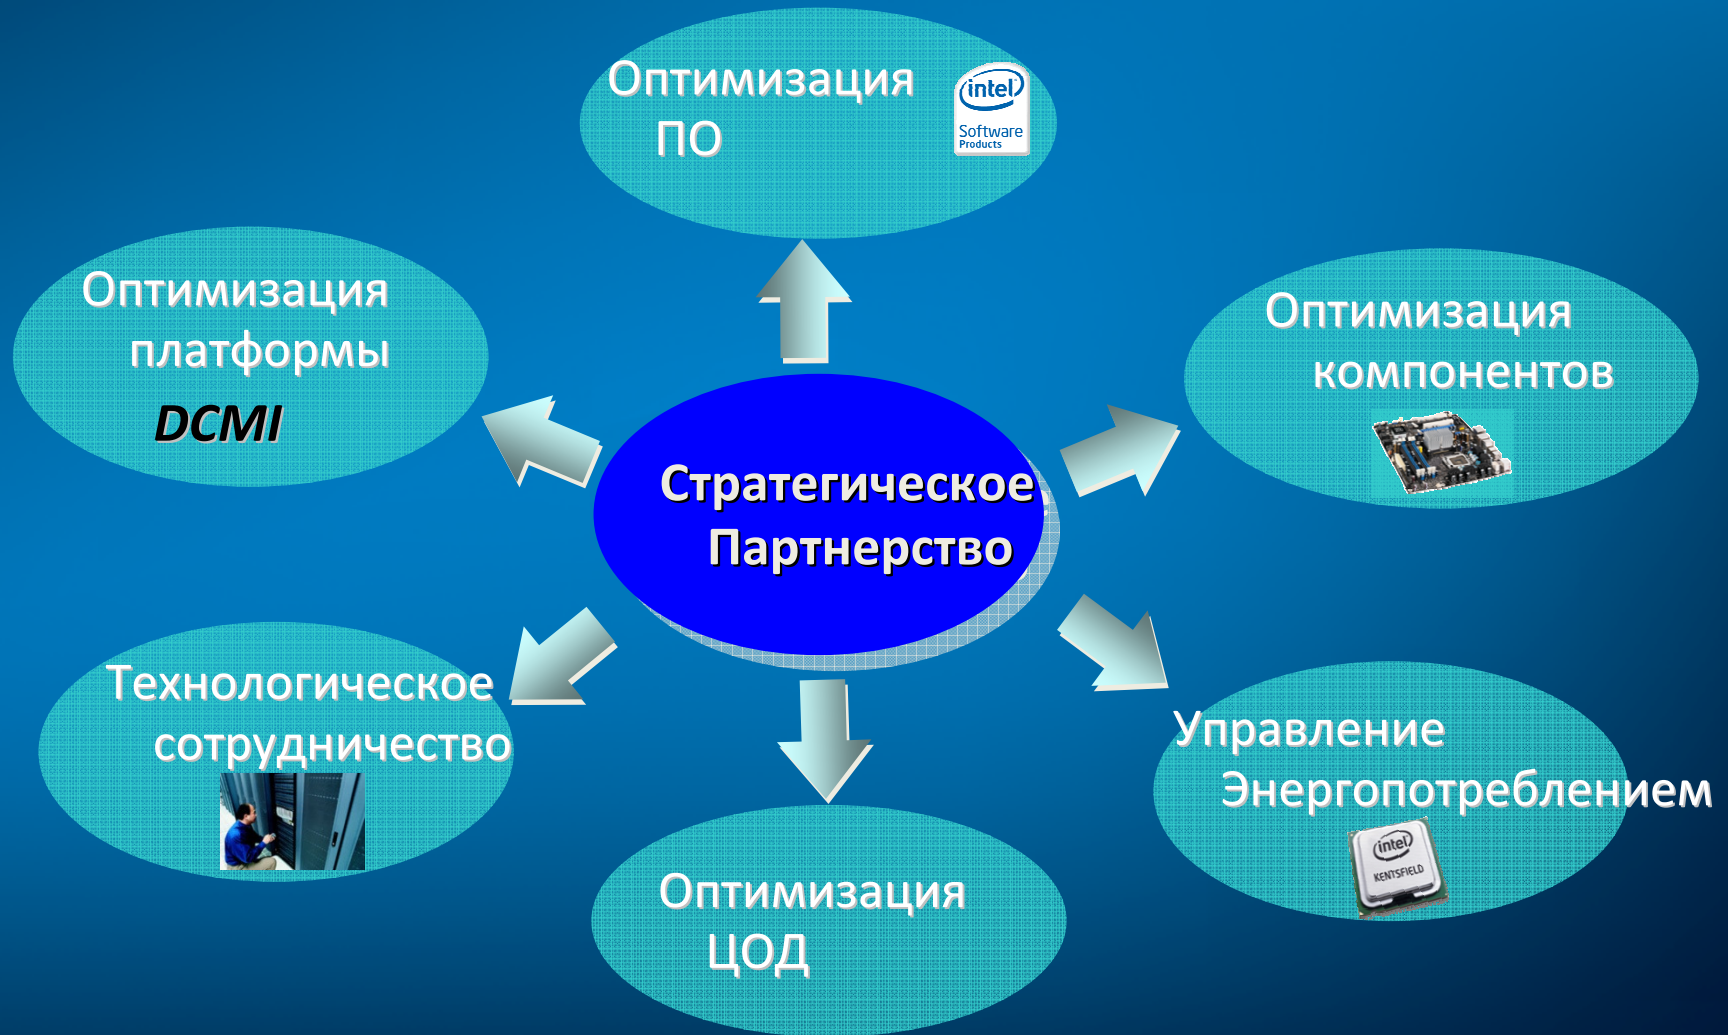 Оптимизация
ПО
intel
Software
Products
Оптимизация
платформы
DCMI
Оптимизация
компонентов
Стратегическое
Партнерство
Технологическое
сотрудничество
Управление
Энергопотреблением
intel
KENTSFIELD
Оптимизация
ЦОД